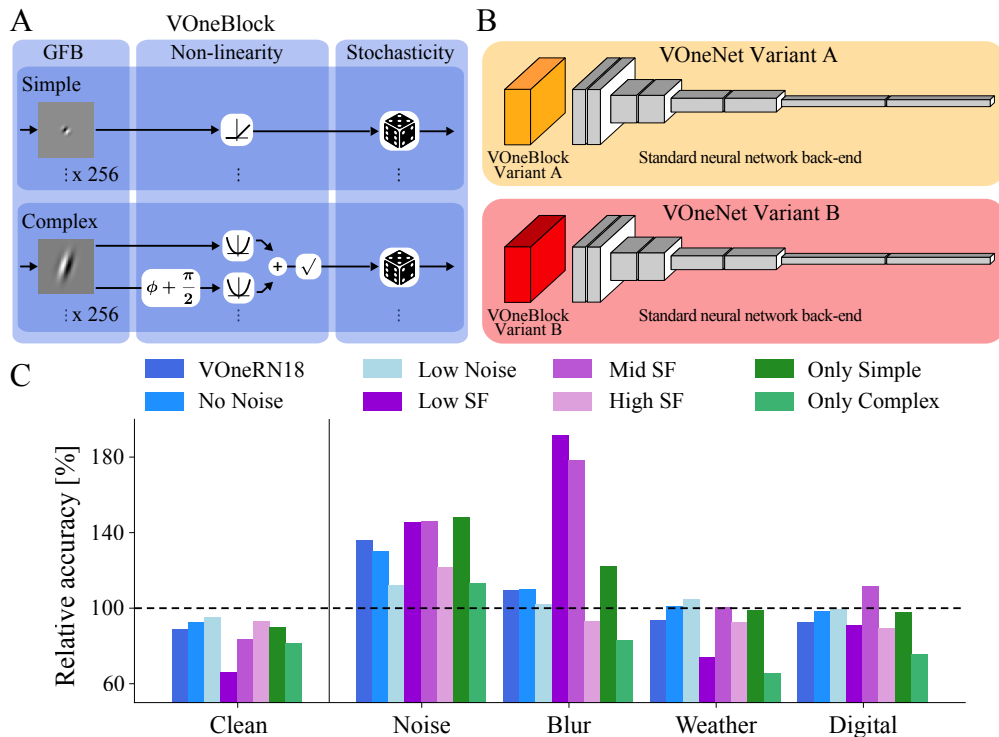 A
VOneBlock
GFB
Non-linearity
Stochasticity
Simple
⋮ x 256
⋮
⋮
Complex
ϕ + π/2
+
√
⋮ x 256
⋮
⋮
B
VOneNet Variant A
VOneBlock
Variant A
Standard neural network back-end
VOneNet Variant B
VOneBlock
Variant B
Standard neural network back-end
C
VOneRN18
Low Noise
Mid SF
Only Simple
No Noise
Low SF
High SF
Only Complex
Relative accuracy [%]
180
140
100
60
Clean
Noise
Blur
Weather
Digital